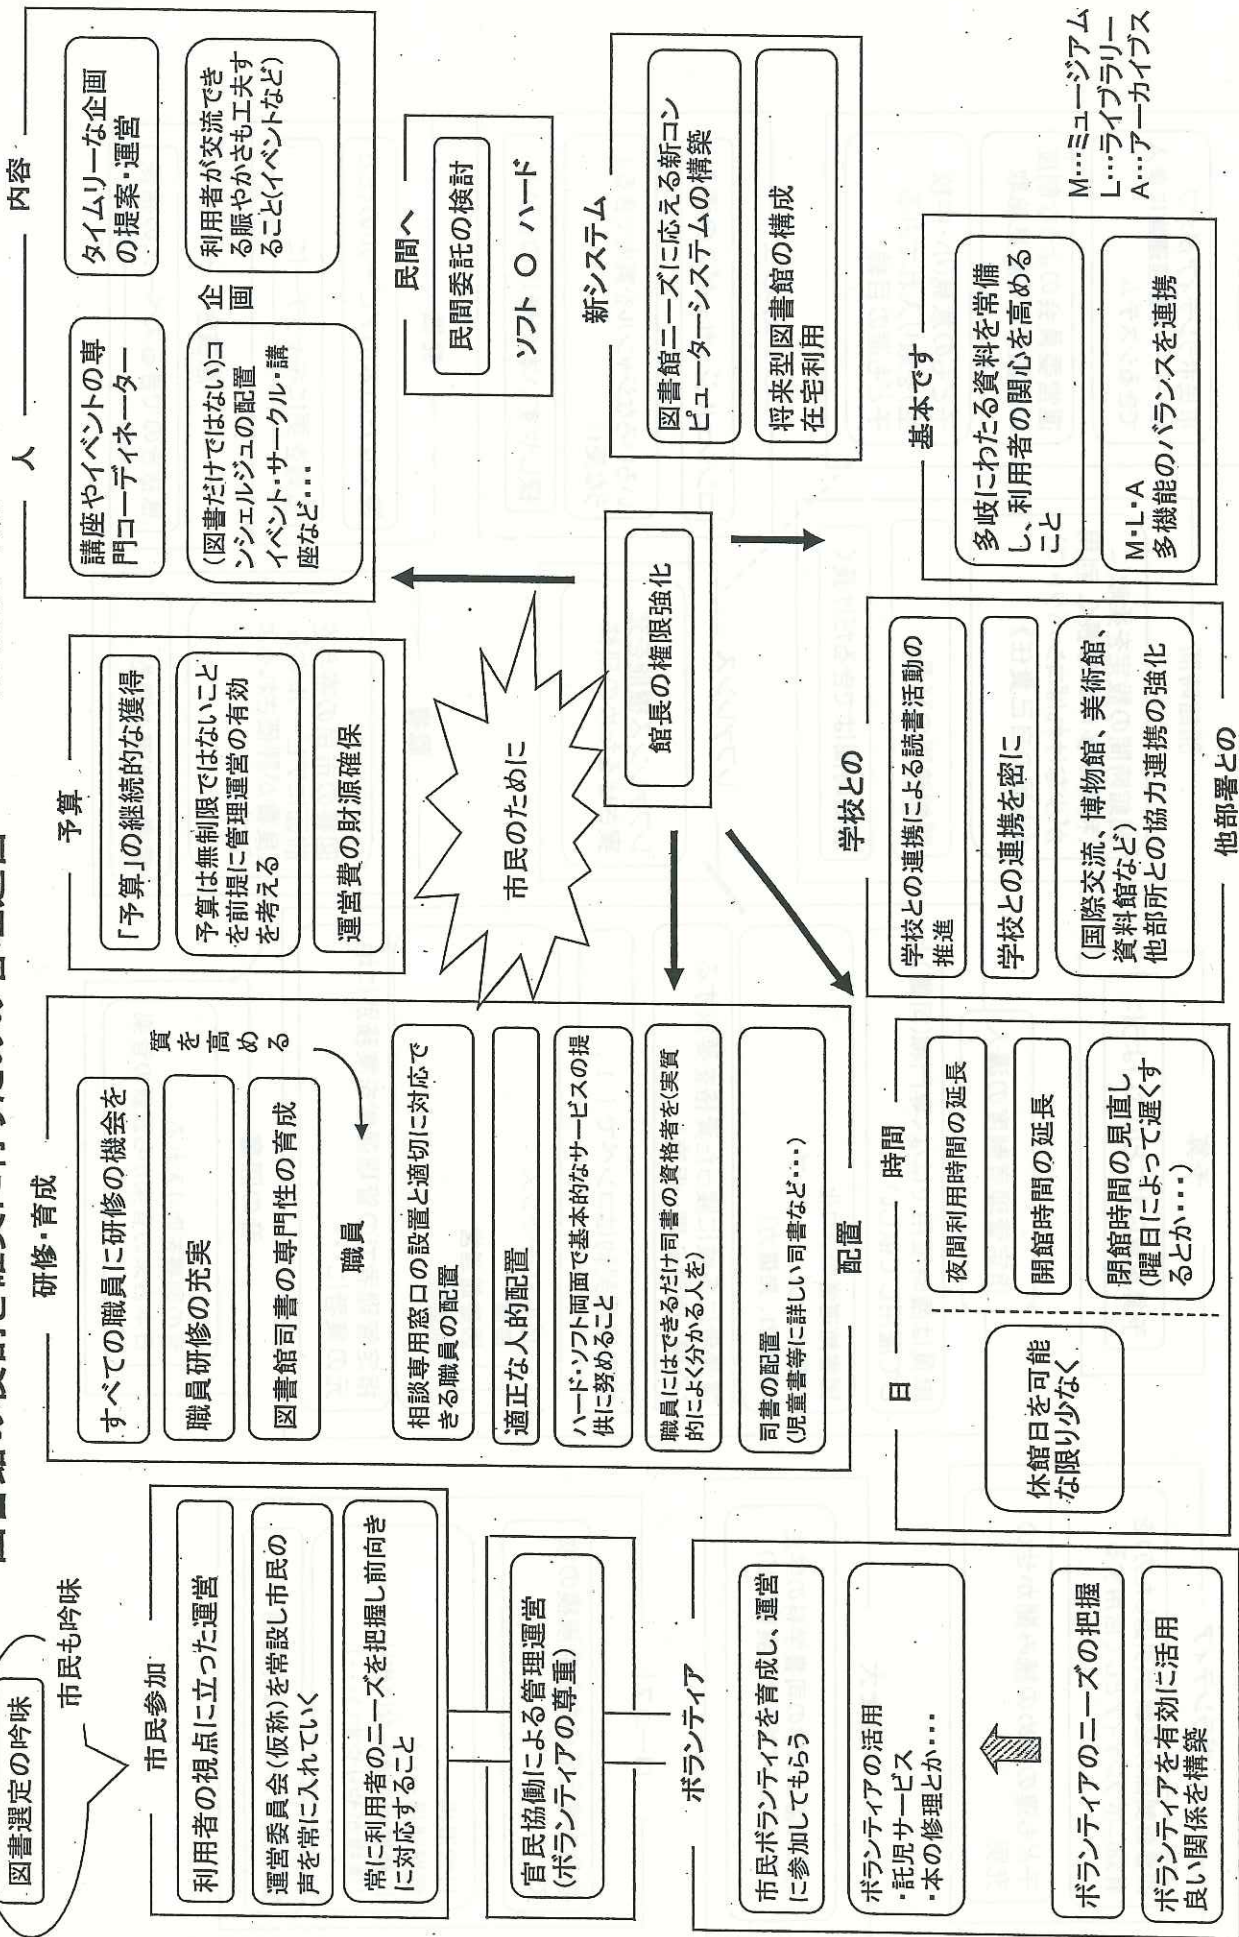 図書選定の吟味
市民も吟味
市民参加
利用者の視点に立った運営
運営委員会(仮称)を常設し市民の
声を常に入れていく
常に利用者のニーズを把握し前向き
に対応すること
官民協働による管理運営
(ボランティアの尊重)
ボランティア
市民ボランティアを育成し、運営
に参加してもらう
ボランティアの活用
・託児サービス
・本の修理とか・・・
ボランティアのニーズの把握
ボランティアを有効に活用
良い関係を構築
研修・育成
すべての職員に研修の機会を
職員研修の充実
図書館司書の専門性の育成
質を高める
職員
相談専用窓口の設置と適切に対応で
きる職員の配置
適正な人的配置
ハード・ソフト両面で基本的なサービスの提
供に努めること
職員にはできるだけ司書の資格者を(実質
的によく分かる人を)
司書の配置
(児童書等に詳しい司書など・・・)
配置
日
時間
休館日を可能
な限り少なく
夜間利用時間の延長
開館時間の延長
閉館時間の見直し
(曜日によって遅くす
るとか・・・)
予算
「予算」の継続的な獲得
予算は無制限ではないこと
を前提に管理運営の有効
を考える
運営費の財源確保
市民のために
館長の権限強化
学校との
学校との連携による読書活動の
推進
学校との連携を密に
(国際交流、博物館、美術館、
資料館など)
他部所との協力連携の強化
他部署との
人
内容
講座やイベントの専
門コーディネーター
タイムリーな企画
の提案・運営
企画
(図書だけではない)コ
ンシェルジュの配置
イベント・サークル・講
座など・・・
利用者が交流でき
る賑やかさも工夫す
ること(イベントなど)
民間へ
民間委託の検討
ソフト ○ ハード
新システム
図書館ニーズに応える新コン
ピューターシステムの構築
将来型図書館の構成
在宅利用
基本です
多岐にわたる資料を常備
し、利用者の関心を高める
こと
M・L・A
多機能のバランスを連携
M・・・ミュージアム
L・・・ライブラリー
A・・・アーカイブス